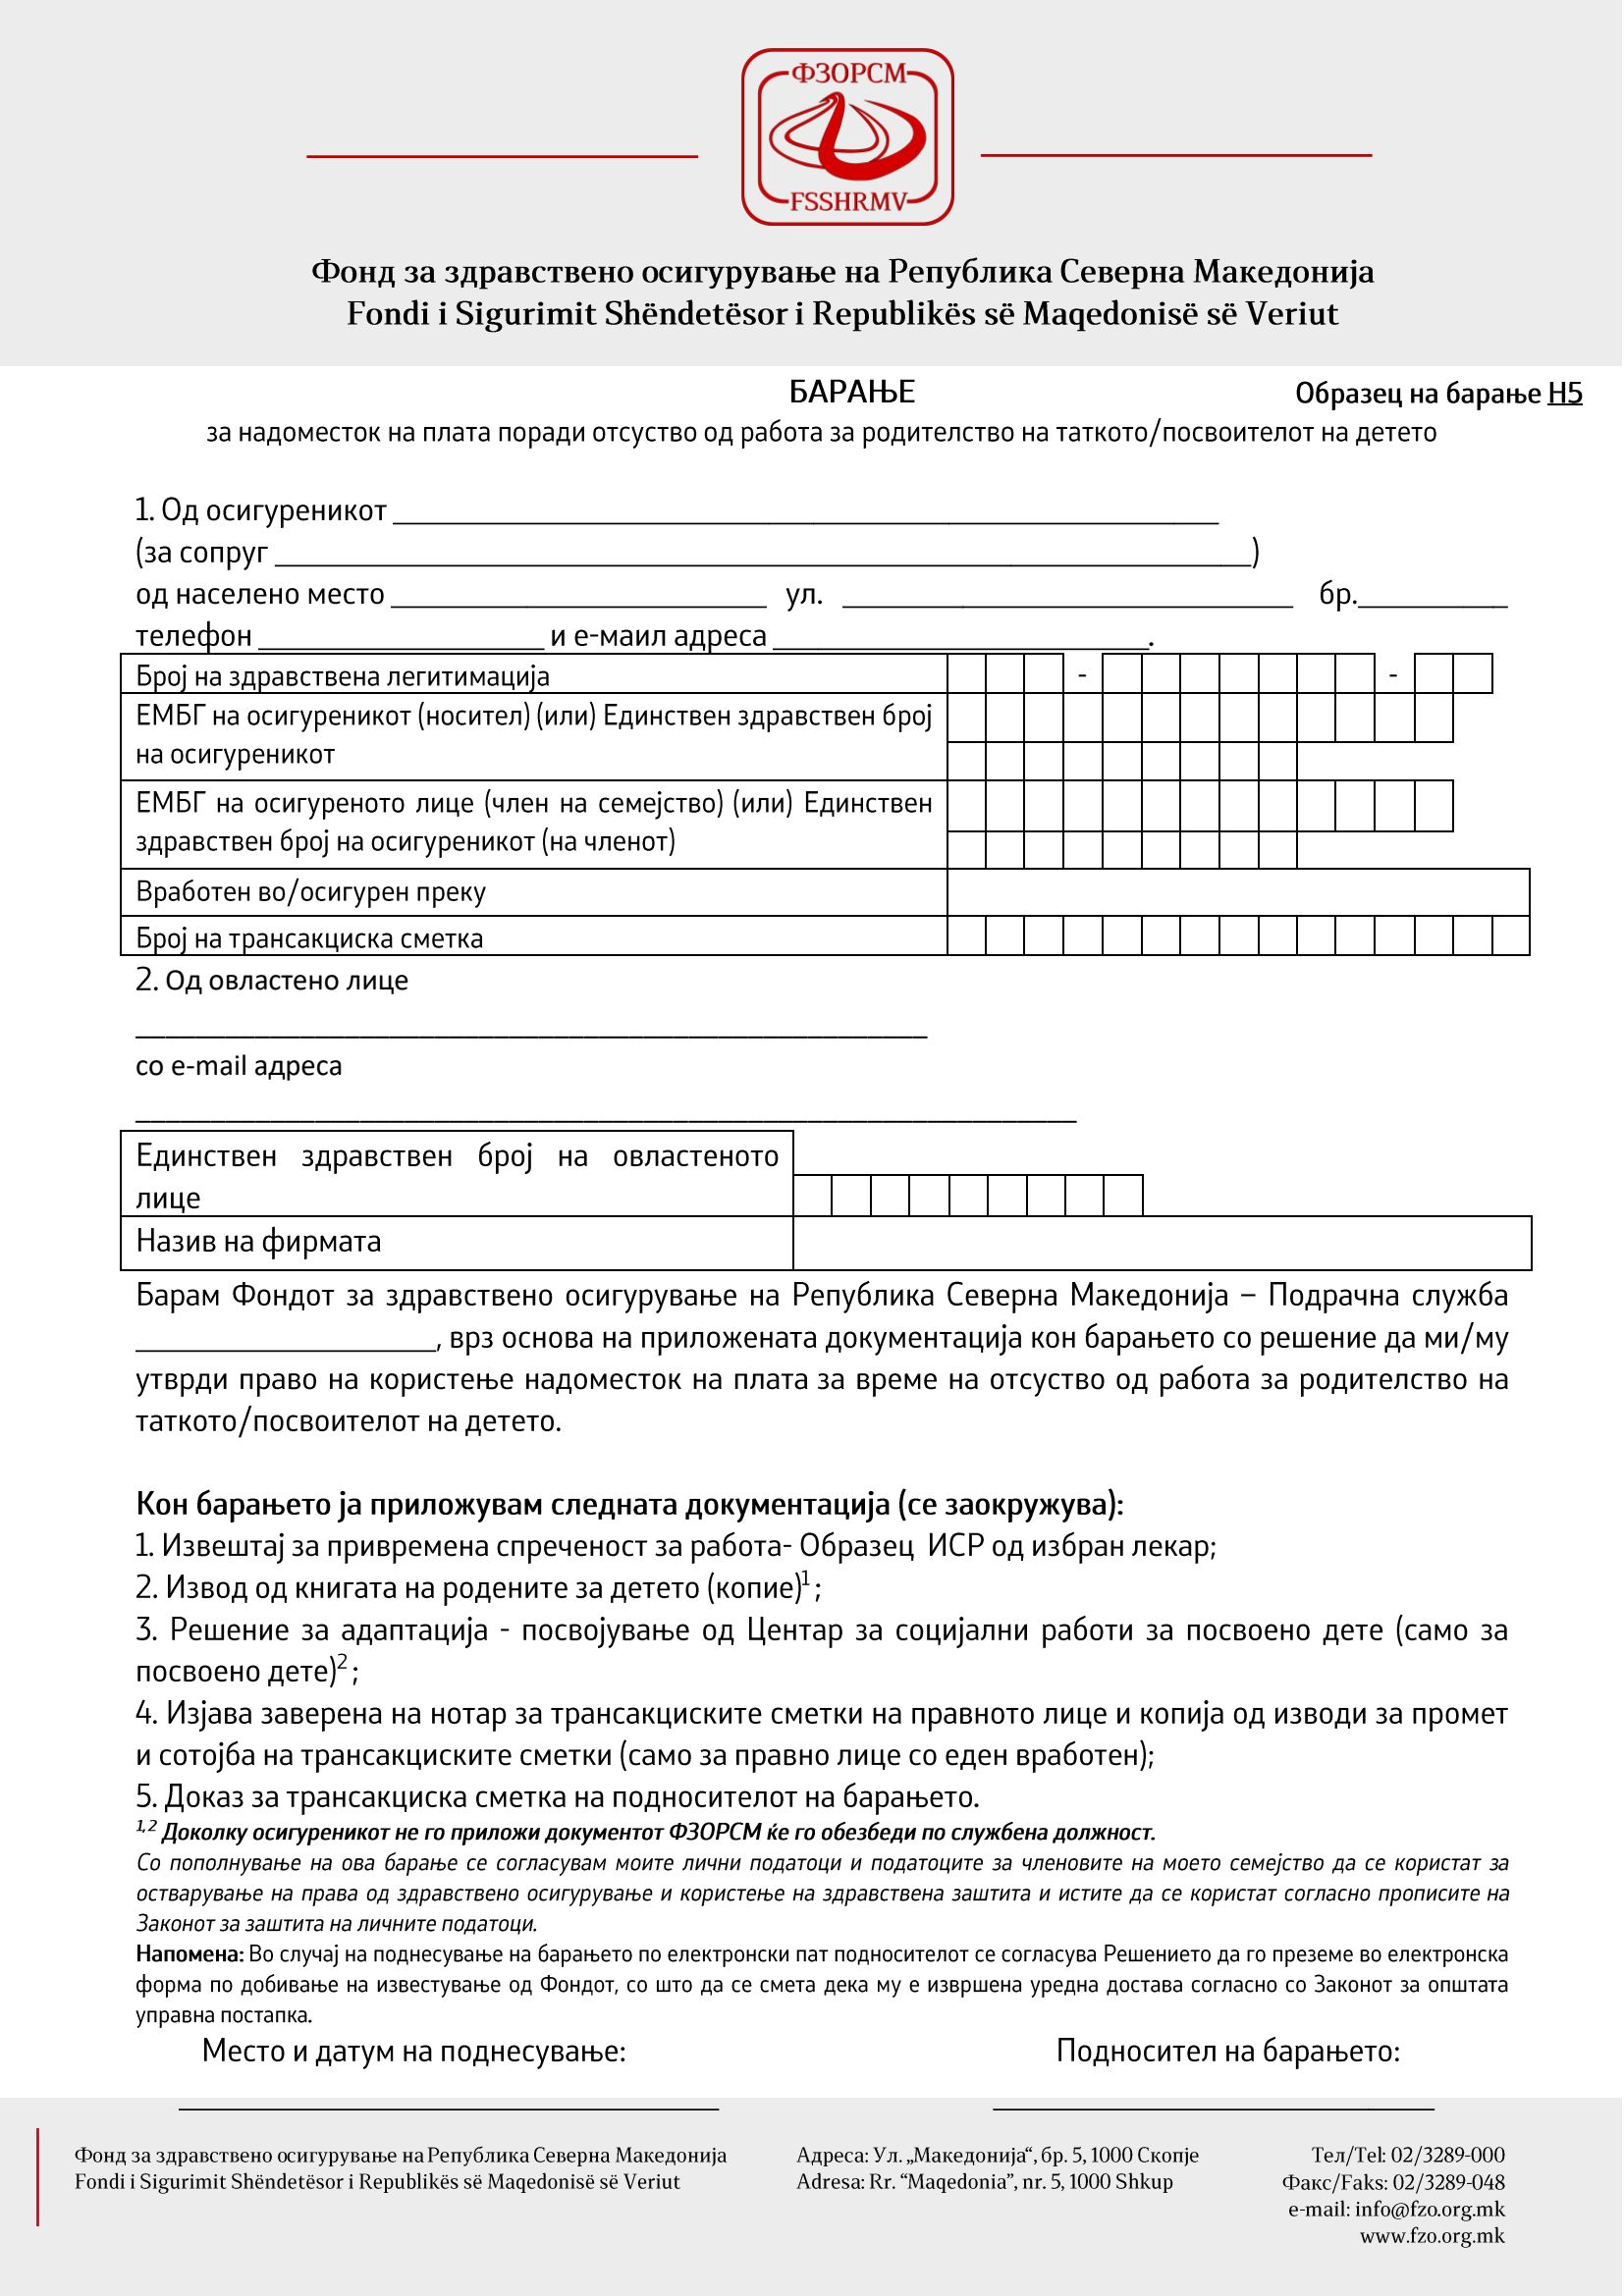 ФЗОРСМ
FSSHRMV
Фонд за здравствено осигурување на Република Северна Македонија
Fondi i Sigurimit Shëndetësor i Republikës së Maqedonisë së Veriut
БАРАЊЕ
Образец на барање Н5
за надоместок на плата поради отсуство од работа за родителство на таткото/посвоителот на детето
1. Од осигуреникот ______________________________
(за сопруг ______________________________)
од населено место ____________________ ул. ____________________ бр.__________
телефон ____________________ и е-маил адреса ____________________.
Број на здравствена легитимација - -
ЕМБГ на осигуреникот (носител) (или) Единствен здравствен број
на осигуреникот
ЕМБГ на осигуреното лице (член на семејство) (или) Единствен
здравствен број на осигуреникот (на членот)
Вработен во/осигурен преку
Број на трансакциска сметка
2. Од овластено лице
______________________________
со e-mail адреса
______________________________
Единствен здравствен број на овластеното
лице
Назив на фирмата
Барам Фондот за здравствено осигурување на Република Северна Македонија – Подрачна служба
____________________, врз основа на приложената документација кон барањето со решение да ми/му
утврди право на користење надоместок на плата за време на отсуство од работа за родителство на
таткото/посвоителот на детето.
Кон барањето ја приложувам следната документација (се заокружува):
1. Извештај за привремена спреченост за работа- Образец ИСР од избран лекар;
2. Извод од книгата на родените за детето (копие)1;
3. Решение за адаптација - посвојување од Центар за социјални работи за посвоено дете (само за
посвоено дете)2;
4. Изјава заверена на нотар за трансакциските сметки на правното лице и копија од изводи за промет
и сотојба на трансакциските сметки (само за правно лице со еден вработен);
5. Доказ за трансакциска сметка на подносителот на барањето.
1,2 Доколку осигуреникот не го приложи документот ФЗОРСМ ќе го обезбеди по службена должност.
Со пополнување на ова барање се согласувам моите лични податоци и податоците за членовите на моето семејство да се користат за
остварување на права од здравствено осигурување и користење на здравствена заштита и истите да се користат согласно прописите на
Законот за заштита на личните податоци.
Напомена: Во случај на поднесување на барањето по електронски пат подносителот се согласува Решението да го преземе во електронска
форма по добивање на известување од Фондот, со што да се смета дека му е извршена уредна достава согласно со Законот за општата
управна постапка.
Место и датум на поднесување: Подносител на барањето:
____________________ ____________________
Фонд за здравствено осигурување на Република Северна Македонија
Fondi i Sigurimit Shëndetësor i Republikës së Maqedonisë së Veriut
Адреса: Ул. „Македонија“, бр. 5, 1000 Скопје
Adresa: Rr. “Maqedonia”, nr. 5, 1000 Shkup
Тел/Tel: 02/3289-000
Факс/Faks: 02/3289-048
e-mail: info@fzo.org.mk
www.fzo.org.mk